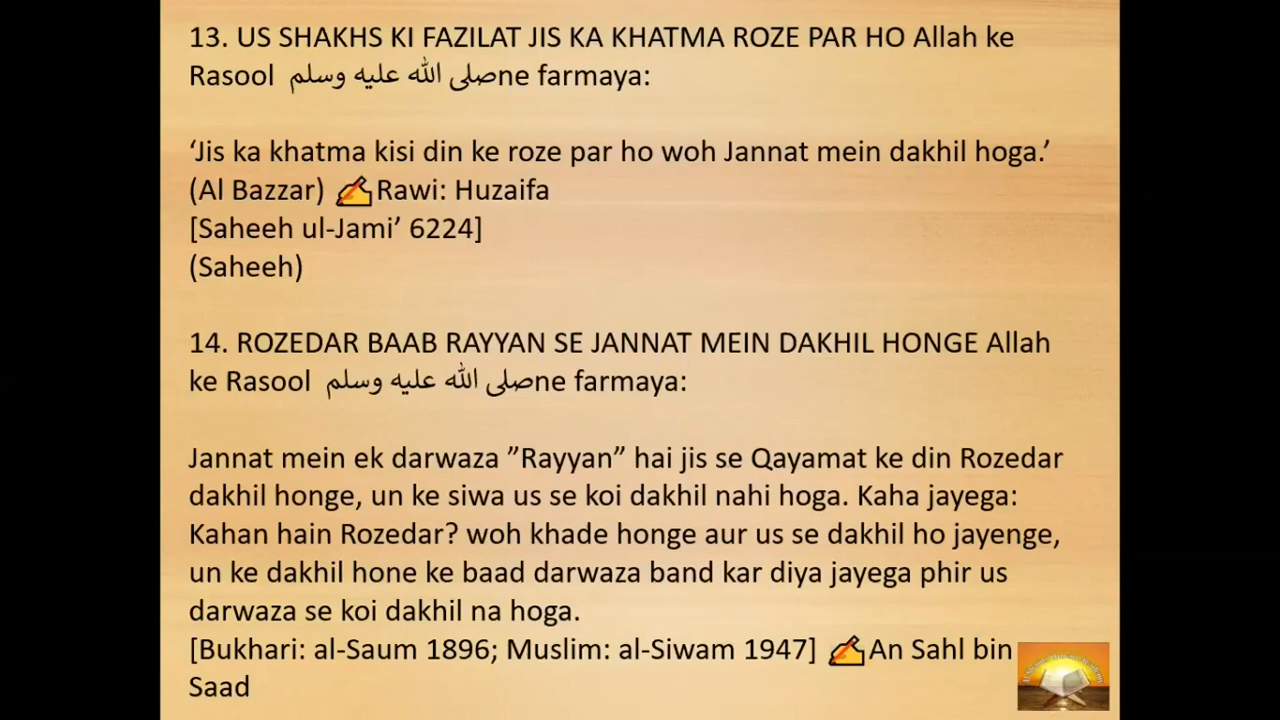 13. US SHAKHS KI FAZILAT JIS KA KHATMA ROZE PAR HO Allah ke
Rasool صلى الله عليه وسلم ne farmaya:
‘Jis ka khatma kisi din ke roze par ho woh Jannat mein dakhil hoga.’
(Al Bazzar) ✍️Rawi: Huzaifa
[Saheeh ul-Jami’ 6224]
(Saheeh)
14. ROZEDAR BAAB RAYYAN SE JANNAT MEIN DAKHIL HONGE Allah
ke Rasool صلى الله عليه وسلم ne farmaya:
Jannat mein ek darwaza ”Rayyan” hai jis se Qayamat ke din Rozedar
dakhil honge, un ke siwa us se koi dakhil nahi hoga. Kaha jayega:
Kahan hain Rozedar? woh khade honge aur us se dakhil ho jayenge,
un ke dakhil hone ke baad darwaza band kar diya jayega phir us
darwaza se koi dakhil na hoga.
[Bukhari: al-Saum 1896; Muslim: al-Siwam 1947] ✍️An Sahl bin
Saad